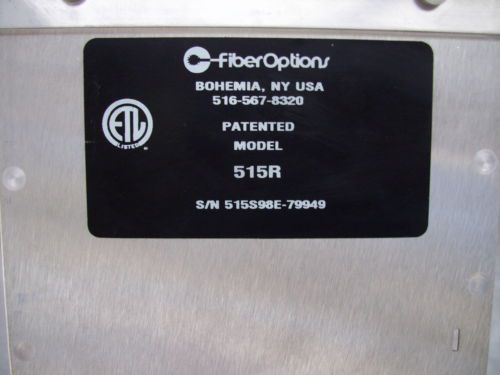 FiberOptions
BOHEMIA, NY USA
516-567-8320
PATENTED
MODEL
515R
S/N 515S98E-79949
ETL
LISTED